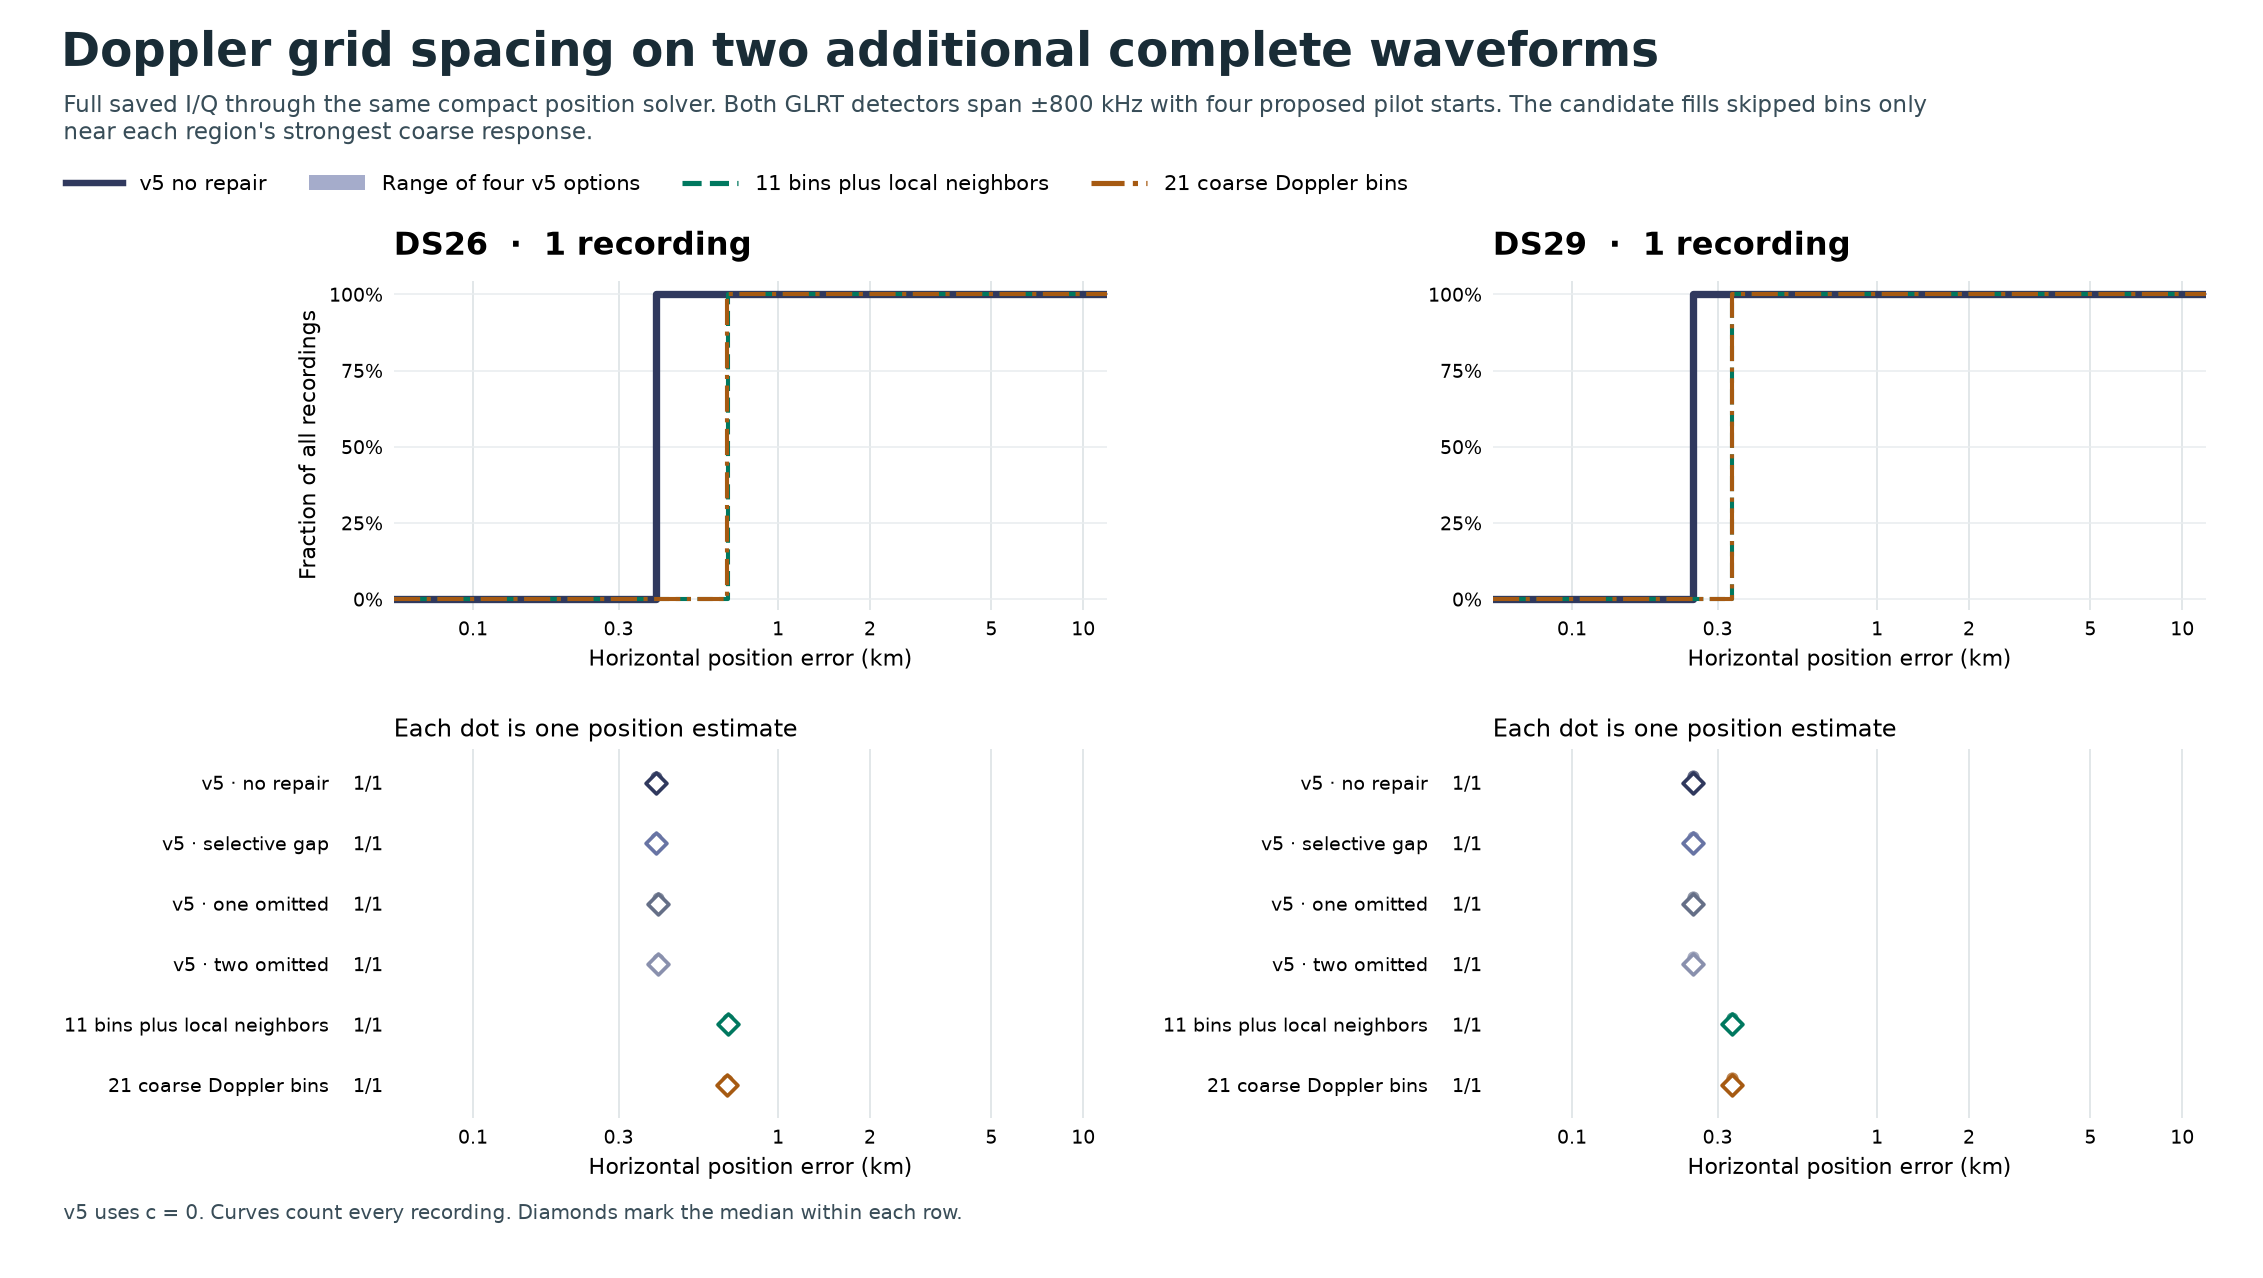 Doppler grid spacing on two additional complete waveforms
Full saved I/Q through the same compact position solver. Both GLRT detectors span ±800 kHz with four proposed pilot starts. The candidate fills skipped bins only
near each region's strongest coarse response.
v5 no repair
Range of four v5 options
11 bins plus local neighbors
21 coarse Doppler bins
DS26 · 1 recording
Fraction of all recordings
100%
75%
50%
25%
0%
0.1 0.3 1 2 5 10
Horizontal position error (km)
DS29 · 1 recording
100%
75%
50%
25%
0%
0.1 0.3 1 2 5 10
Horizontal position error (km)
Each dot is one position estimate
v5 · no repair 1/1
v5 · selective gap 1/1
v5 · one omitted 1/1
v5 · two omitted 1/1
11 bins plus local neighbors 1/1
21 coarse Doppler bins 1/1
0.1 0.3 1 2 5 10
Horizontal position error (km)
Each dot is one position estimate
v5 · no repair 1/1
v5 · selective gap 1/1
v5 · one omitted 1/1
v5 · two omitted 1/1
11 bins plus local neighbors 1/1
21 coarse Doppler bins 1/1
0.1 0.3 1 2 5 10
Horizontal position error (km)
v5 uses c = 0. Curves count every recording. Diamonds mark the median within each row.